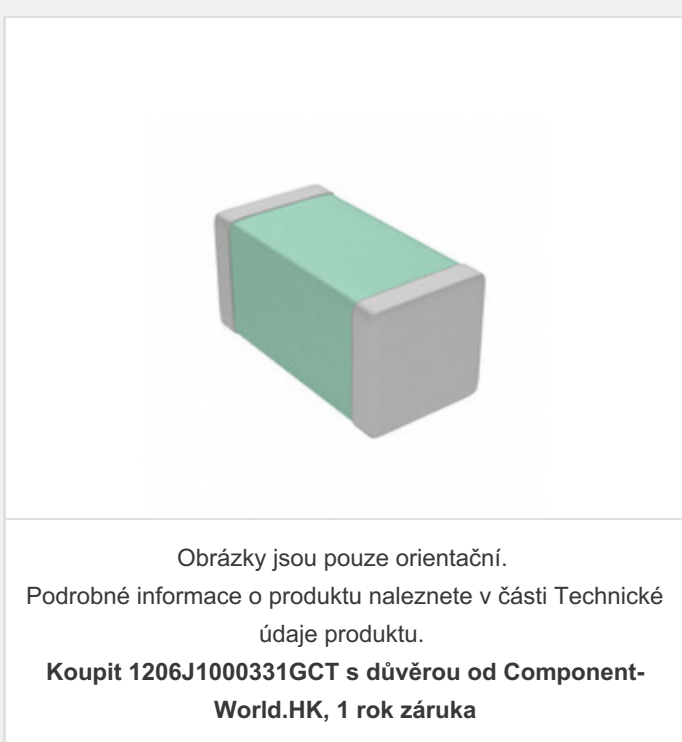 Obrázky jsou pouze orientační.
Podrobné informace o produktu naleznete v části Technické
údaje produktu.
Koupit 1206J1000331GCT s důvěrou od Component-
World.HK, 1 rok záruka